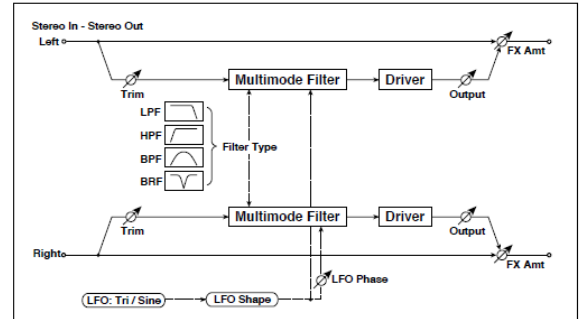 Stereo In - Stereo Out
Left
FX Amt
Multimode Filter
Driver
Trim
Output
LPF
HPF
Filter Type
BPF
BRF
Multimode Filter
Driver
Trim
Output
Right
FX Amt
LFO Phase
LFO: Tri / Sine
LFO Shape